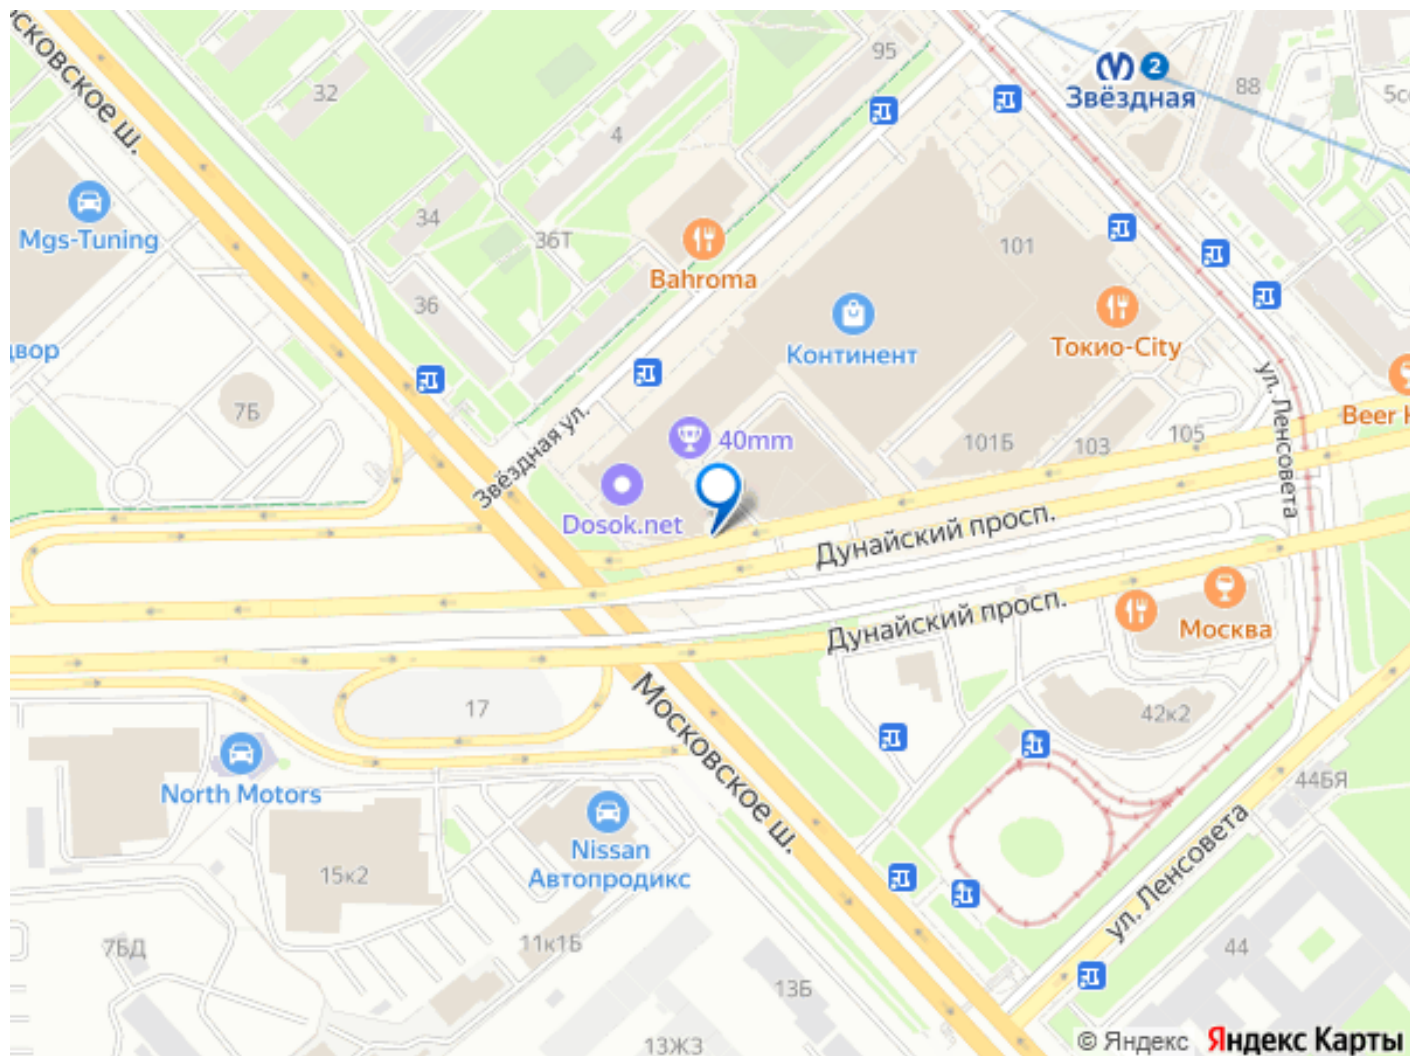 сковское ш.
95
2
Звёздная
88
32
4
34
36Т
Mgs-Tuning
Bahroma
101
36
Континент
Токио-City
двор
7Б
Звёздная ул.
40mm
101Б
103
105
ул. Ленсовета
Beer
Dosok.net
Дунайский просп.
Дунайский просп.
Москва
17
Московское ш.
42к2
North Motors
44БЯ
Nissan
Автопродикс
15к2
ул. Ленсовета
7БД
11к1Б
44
13Б
13Ж3
© Яндекс Яндекс Карты